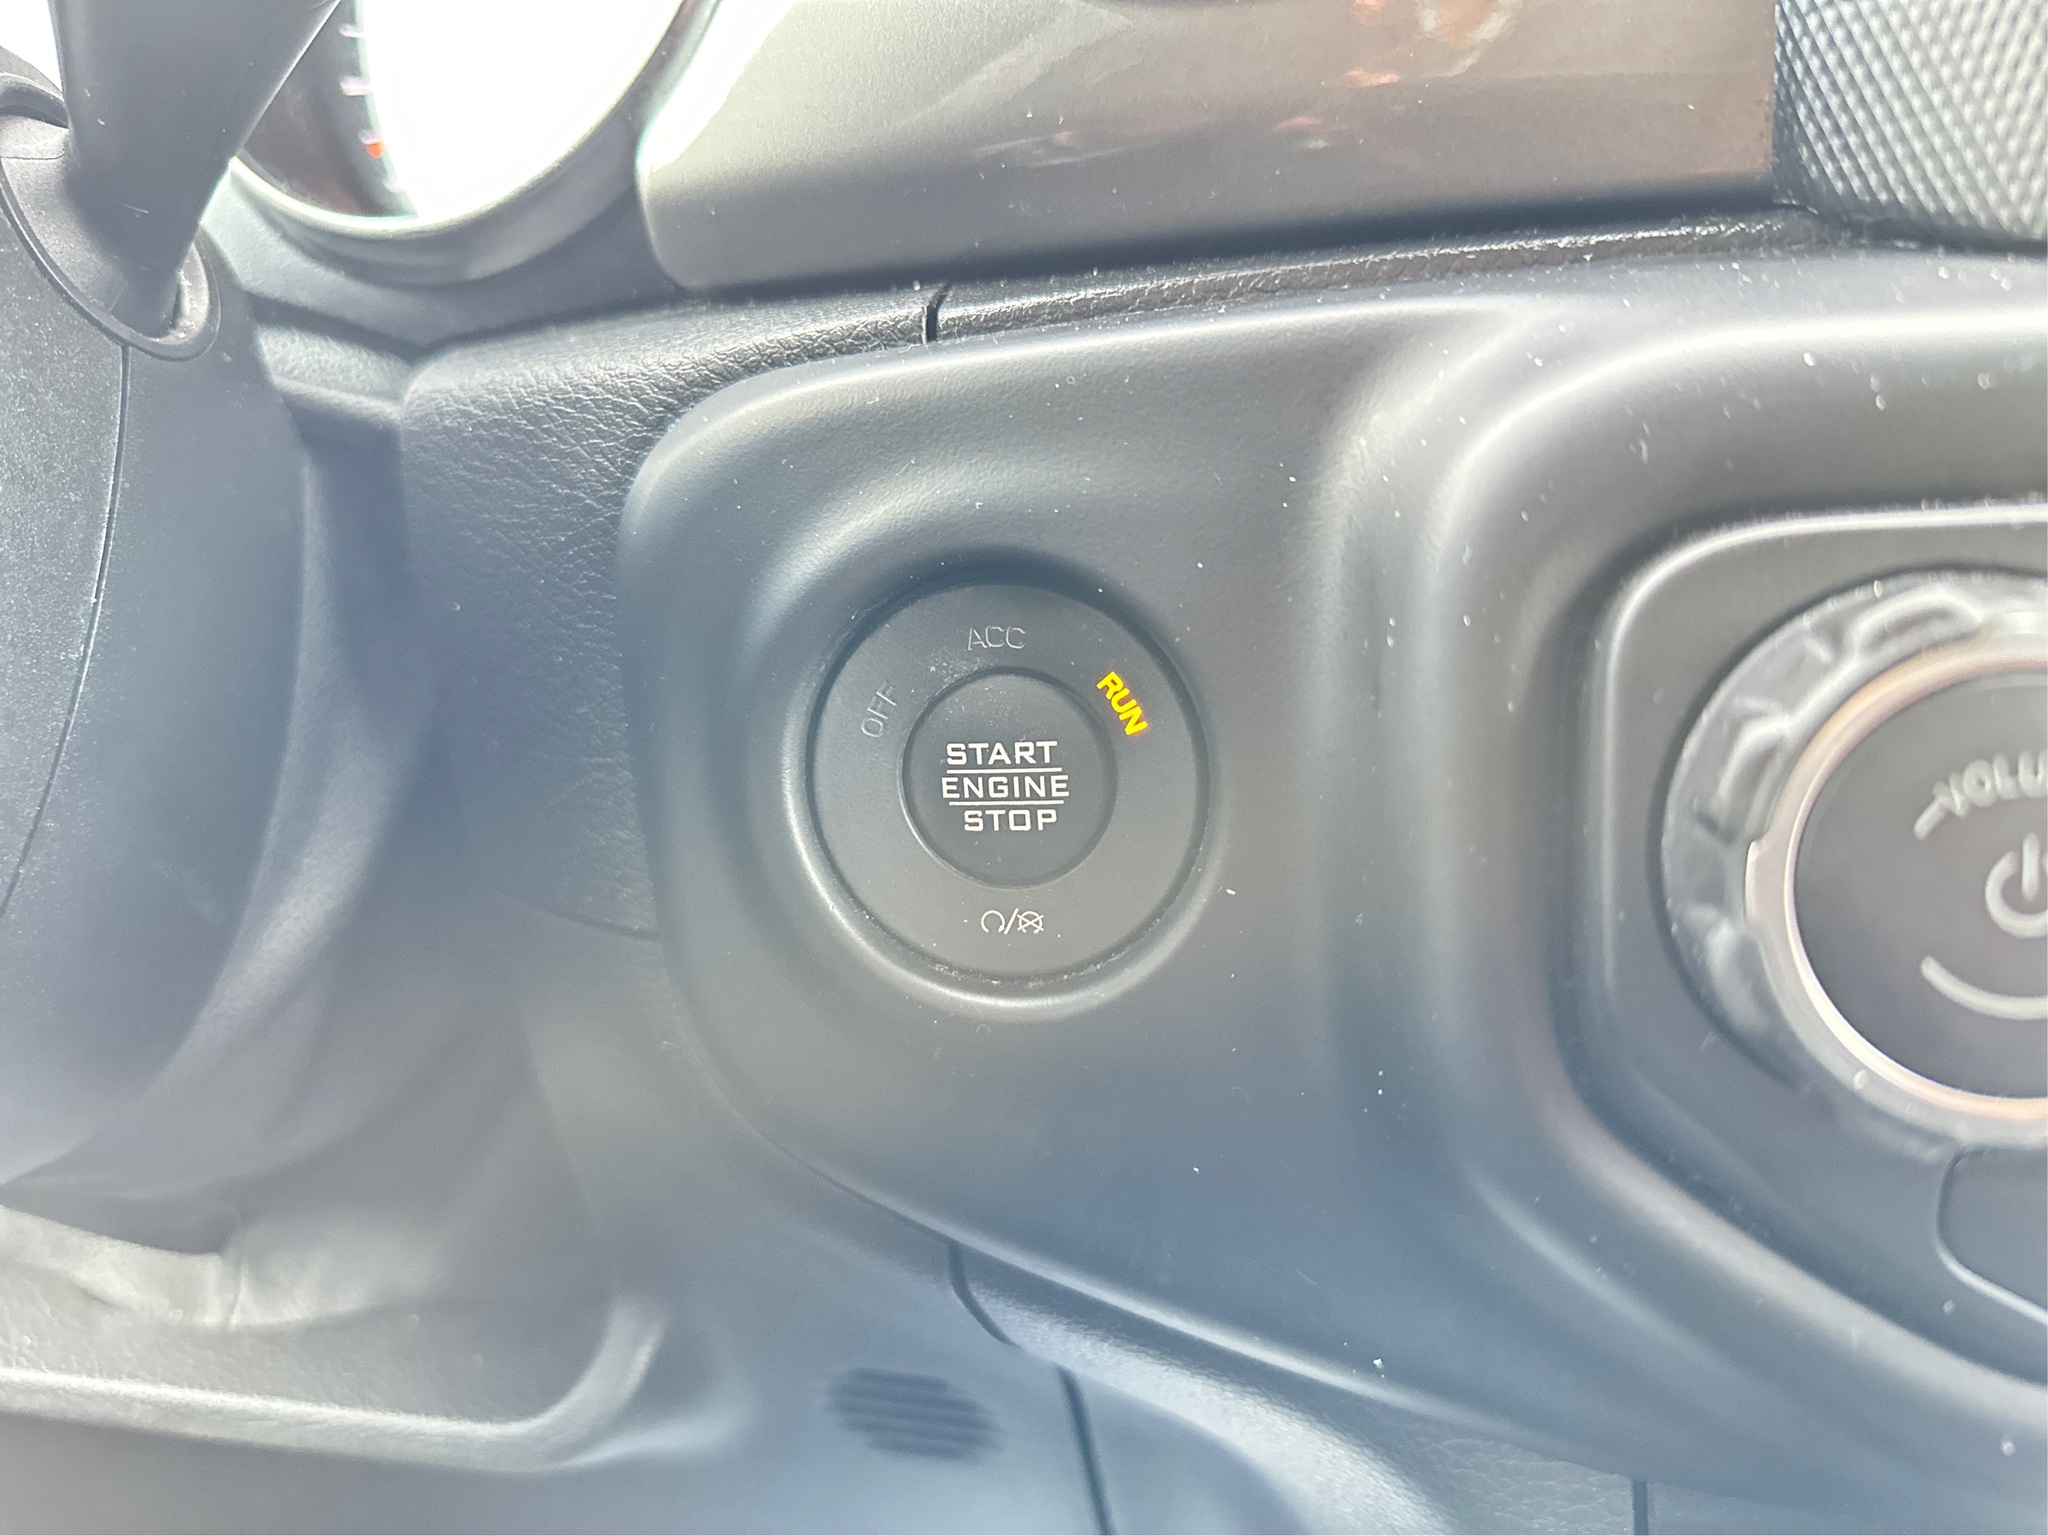 ACC
OFF
RUN
START
ENGINE
STOP